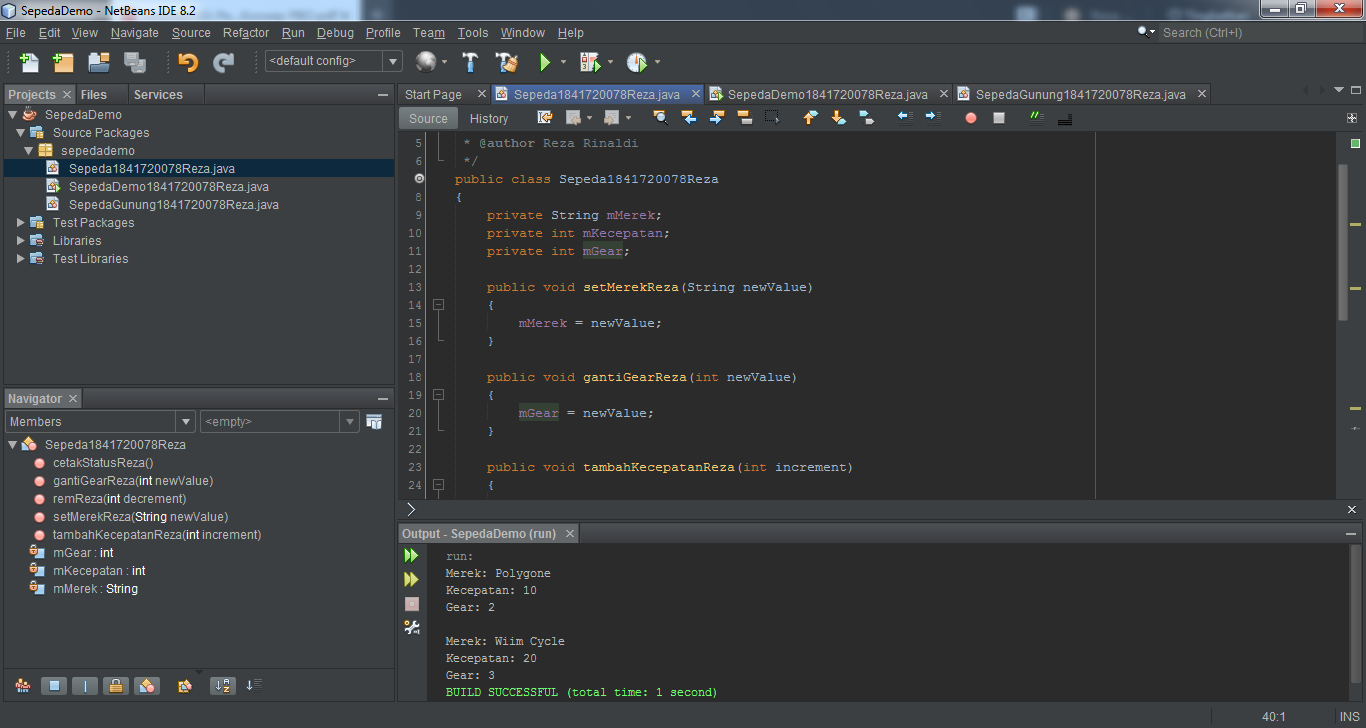 SepedaDemo - NetBeans IDE 8.2
File Edit View Navigate Source Refactor Run Debug Profile Team Tools Window Help
Search (Ctrl+I)
<default config>
Projects Files Services
SepedaDemo
Source Packages
sepedademo
Sepeda1841720078Reza.java
SepedaDemo1841720078Reza.java
SepedaGunung1841720078Reza.java
Test Packages
Libraries
Test Libraries
Navigator
Members <empty>
Sepeda1841720078Reza
cetakStatusReza()
gantiGearReza(int newValue)
remReza(int decrement)
setMerekReza(String newValue)
tambahKecepatanReza(int increment)
mGear : int
mKecepatan : int
mMerek : String
Start Page Sepeda1841720078Reza.java SepedaDemo1841720078Reza.java SepedaGunung1841720078Reza.java
Source History
5 * @author Reza Rinaldi
6 */
public class Sepeda1841720078Reza
8 {
9 private String mMerek;
10 private int mKecepatan;
11 private int mGear;
12
13 public void setMerekReza(String newValue)
14 {
15 mMerek = newValue;
16 }
17
18 public void gantiGearReza(int newValue)
19 {
20 mGear = newValue;
21 }
22
23 public void tambahKecepatanReza(int increment)
24 {
Output - SepedaDemo (run)
run:
Merek: Polygone
Kecepatan: 10
Gear: 2
Merek: Wiim Cycle
Kecepatan: 20
Gear: 3
BUILD SUCCESSFUL (total time: 1 second)
40:1 INS